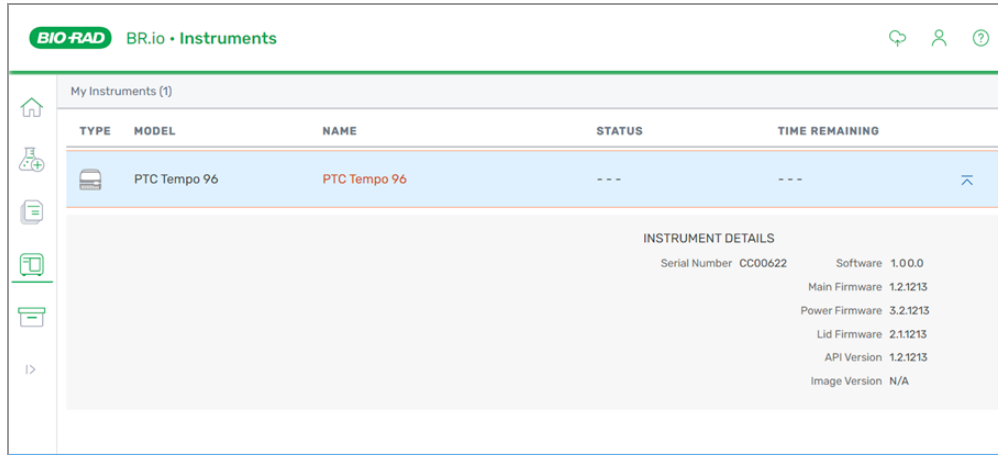 BIO-RAD BR.io • Instruments
My Instruments (1)
TYPE MODEL NAME STATUS TIME REMAINING
PTC Tempo 96 PTC Tempo 96 --- ---
INSTRUMENT DETAILS
Serial Number CC00622 Software 1.00.0
Main Firmware 1.2.1213
Power Firmware 3.2.1213
Lid Firmware 2.1.1213
API Version 1.2.1213
Image Version N/A